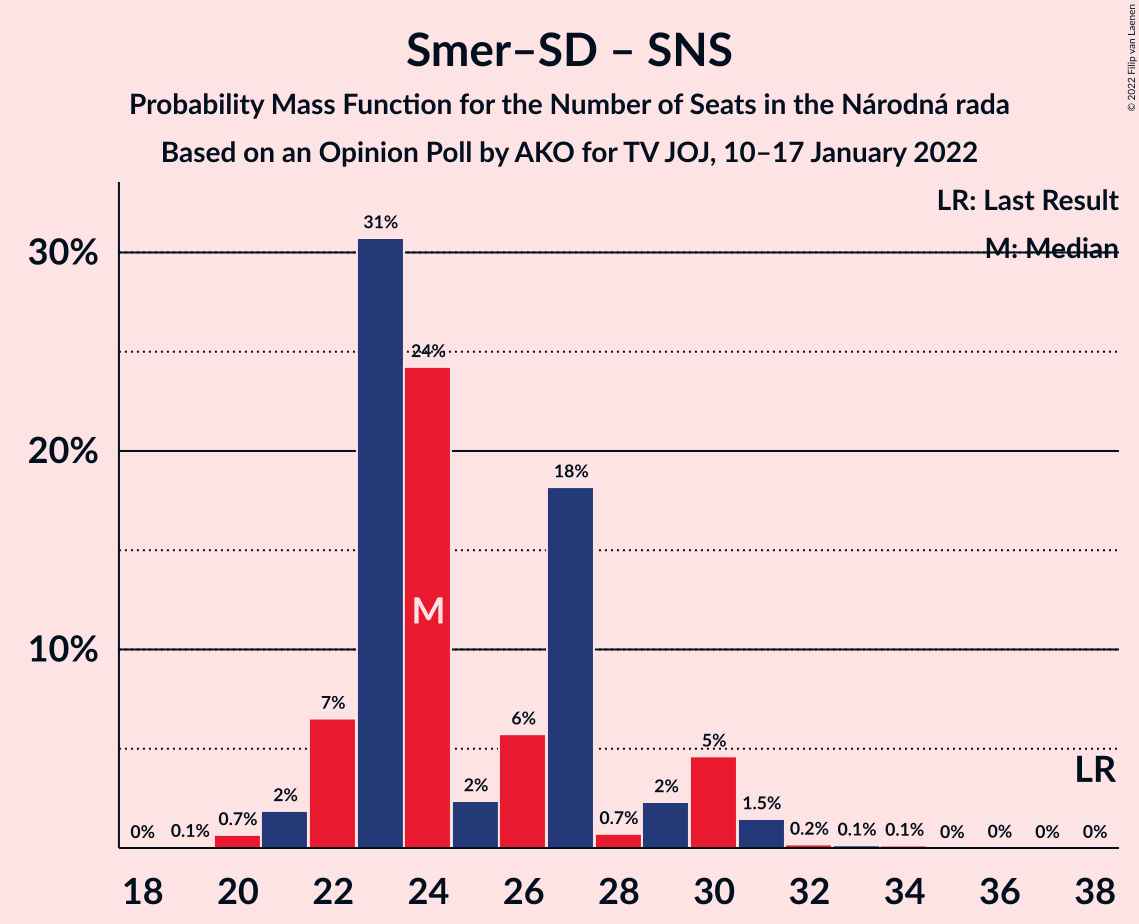 Smer–SD – SNS
Probability Mass Function for the Number of Seats in the Národná rada
Based on an Opinion Poll by AKO for TV JOJ, 10–17 January 2022
© 2022 Filip van Laenen
LR: Last Result
M: Median
30%
20%
10%
0%
0.1%
0.7%
2%
7%
31%
24%
2%
6%
18%
0.7%
2%
5%
1.5%
0.2%
0.1%
0.1%
0%
0%
0%
0%
M
LR
18 20 22 24 26 28 30 32 34 36 38